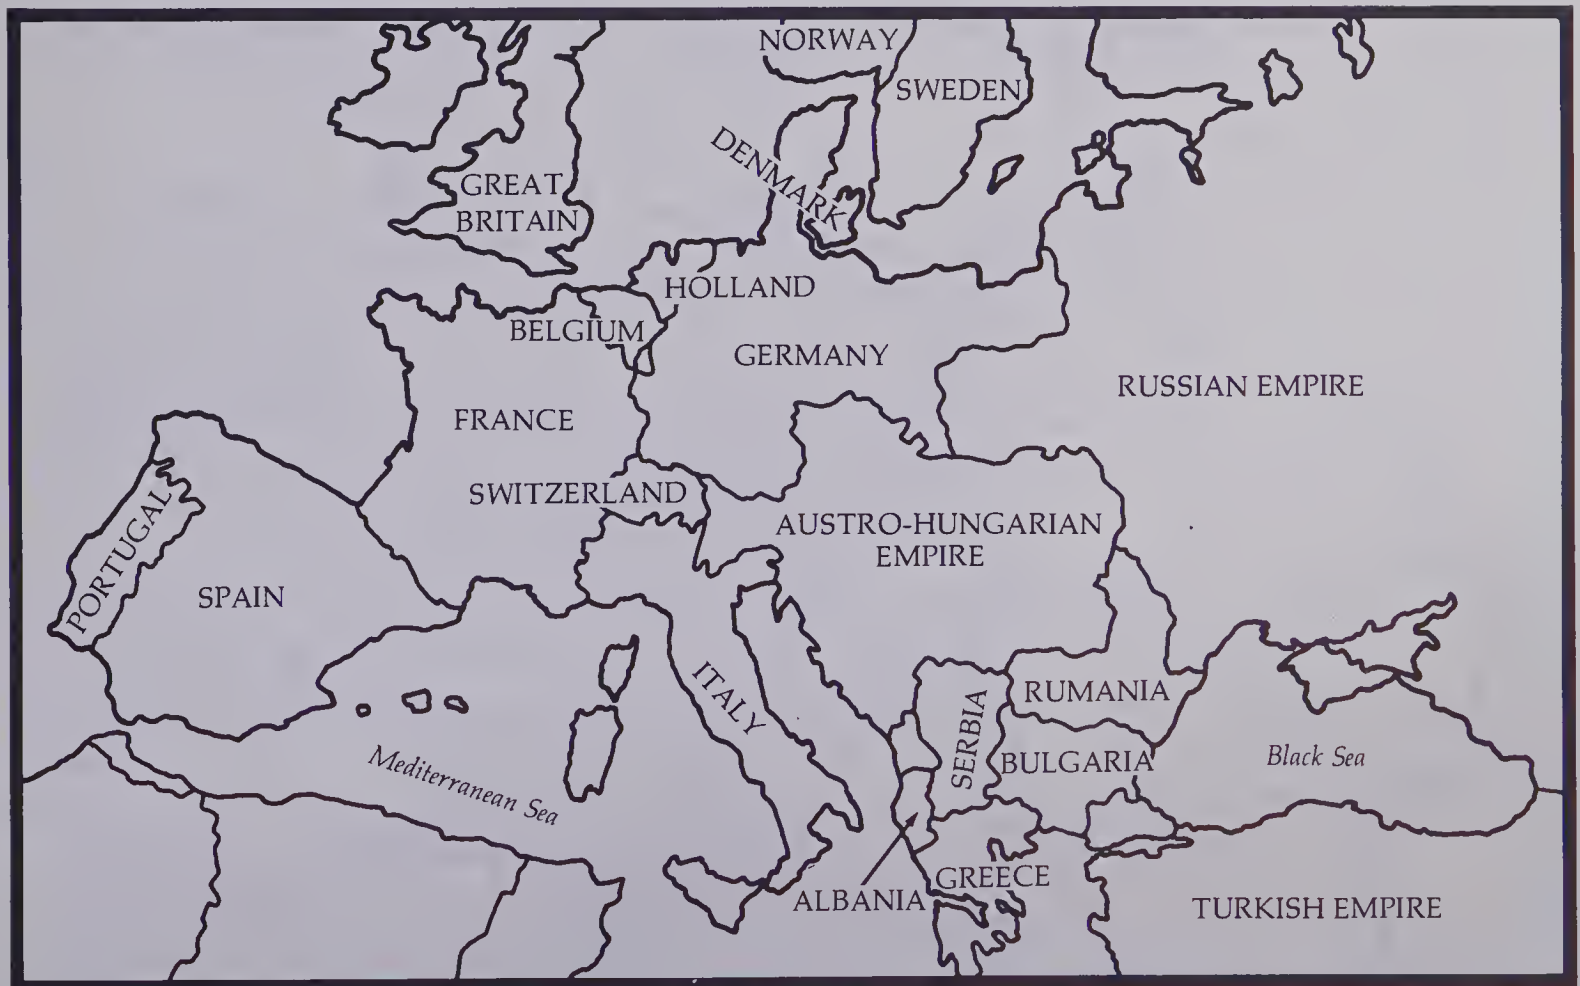 NORWAY
SWEDEN
DENMARK
GREAT
BRITAIN
HOLLAND
BELGIUM
GERMANY
RUSSIAN EMPIRE
FRANCE
SWITZERLAND
AUSTRO-HUNGARIAN
EMPIRE
PORTUGAL
SPAIN
ITALY
RUMANIA
SERBIA
BULGARIA
Black Sea
Mediterranean Sea
ALBANIA
GREECE
TURKISH EMPIRE